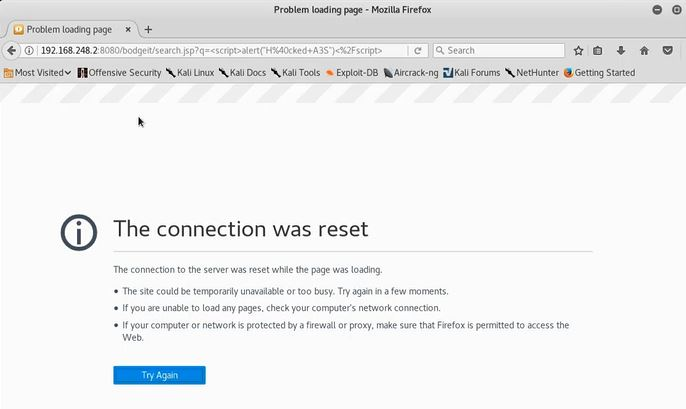 Problem loading page - Mozilla Firefox
Problem loading page
192.168.248.2:8080/bodgeit/search.jsp?q=<script>alert("H%40cked+A3S")<%2Fscript>
Search
Most Visited Offensive Security Kali Linux Kali Docs Kali Tools Exploit-DB Aircrack-ng Kali Forums NetHunter Getting Started
The connection was reset
The connection to the server was reset while the page was loading.
• The site could be temporarily unavailable or too busy. Try again in a few moments.
• If you are unable to load any pages, check your computer's network connection.
• If your computer or network is protected by a firewall or proxy, make sure that Firefox is permitted to access the
Web.
Try Again